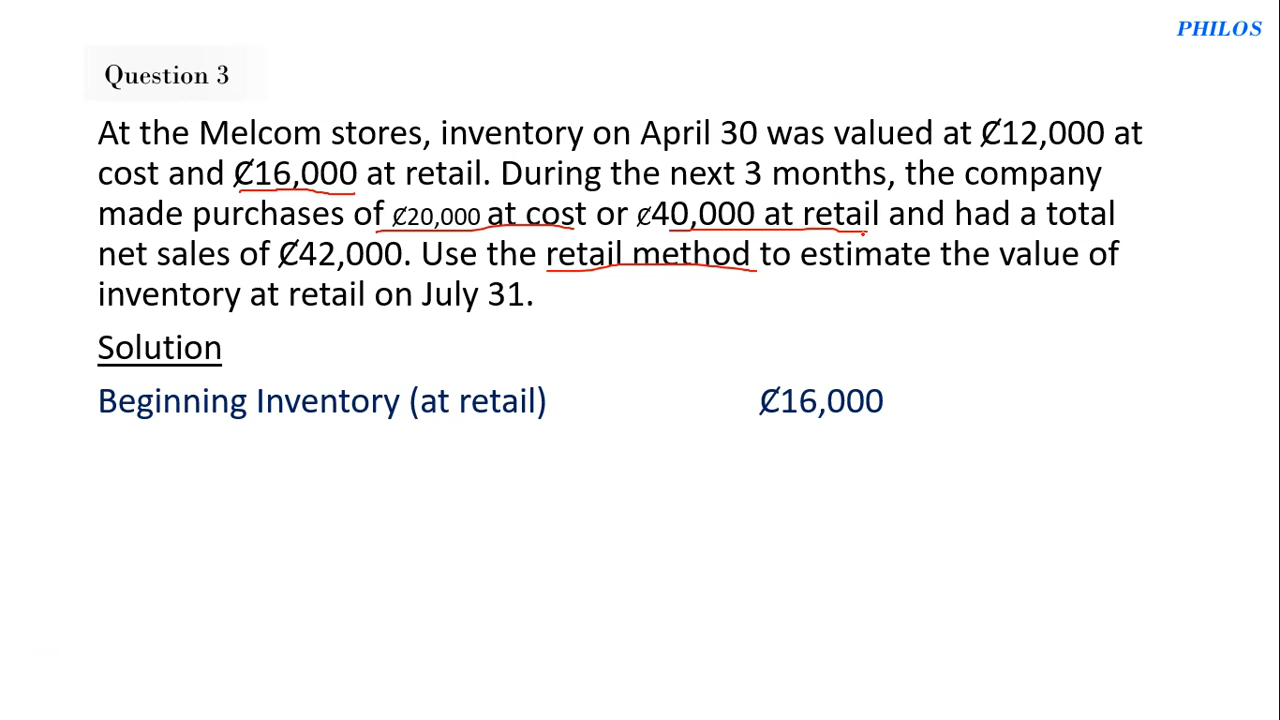 PHILOS
Question 3
At the Melcom stores, inventory on April 30 was valued at ₵12,000 at
cost and ₵16,000 at retail. During the next 3 months, the company
made purchases of ₵20,000 at cost or ₵40,000 at retail and had a total
net sales of ₵42,000. Use the retail method to estimate the value of
inventory at retail on July 31.
Solution
Beginning Inventory (at retail) ₵16,000